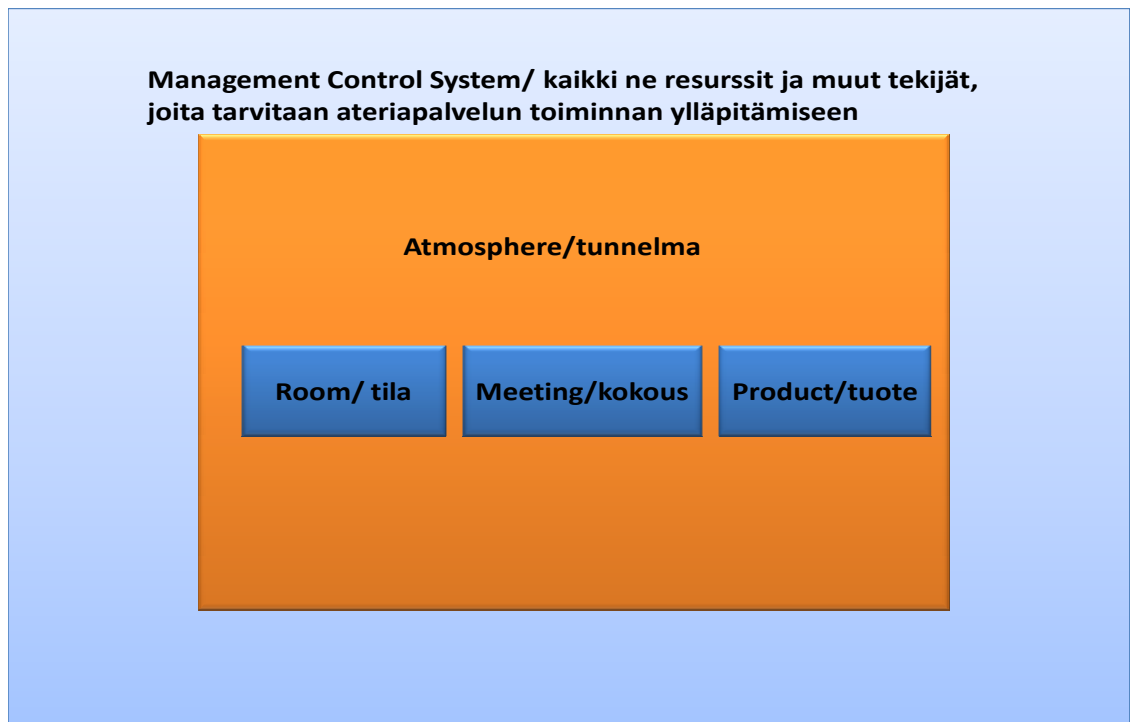 Management Control System/ kaikki ne resurssit ja muut tekijät,
joita tarvitaan ateriapalvelun toiminnan ylläpitämiseen
Atmosphere/tunnelma
Room/ tila
Meeting/kokous
Product/tuote